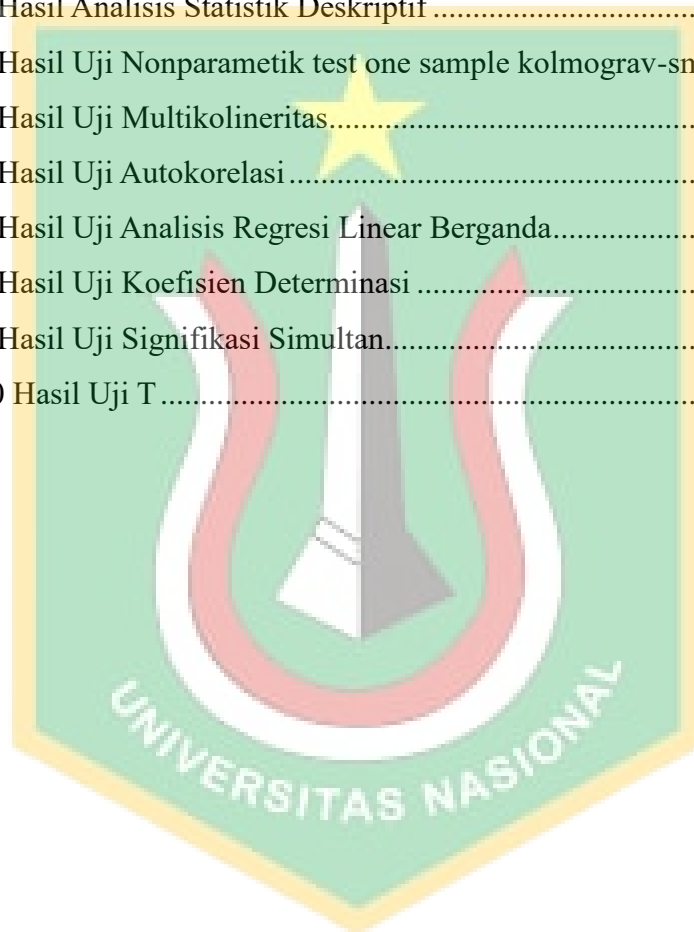 Hasil Analisis Statistik Deskriptif ................................
Hasil Uji Nonparametik test one sample kolmograv-
Hasil Uji Multikolineritas.............................................
Hasil Uji Autokorelasi..................................................
Hasil Uji Analisis Regresi Linear Berganda..................
Hasil Uji Koefisien Determinasi ..................................
Hasil Uji Signifikasi Simultan.......................................
Hasil Uji T ..................................................................
UNIVERSITAS NASIONAL